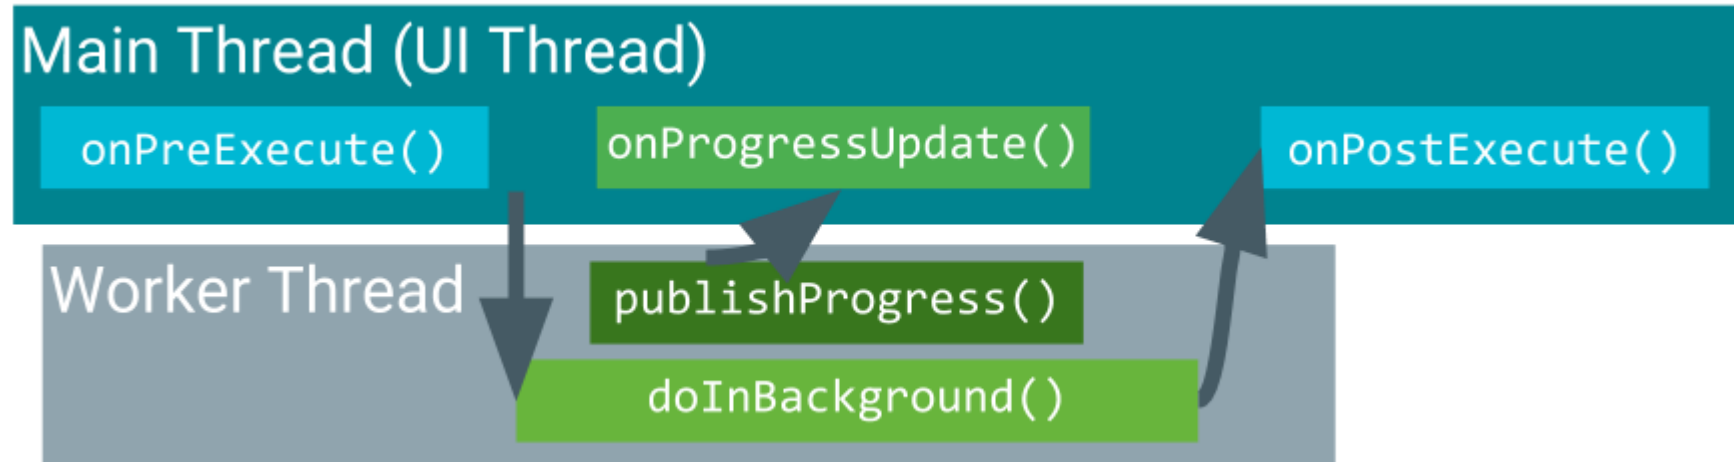 Main Thread (UI Thread)
onPreExecute()
onProgressUpdate()
onPostExecute()
Worker Thread
publishProgress()
doInBackground()